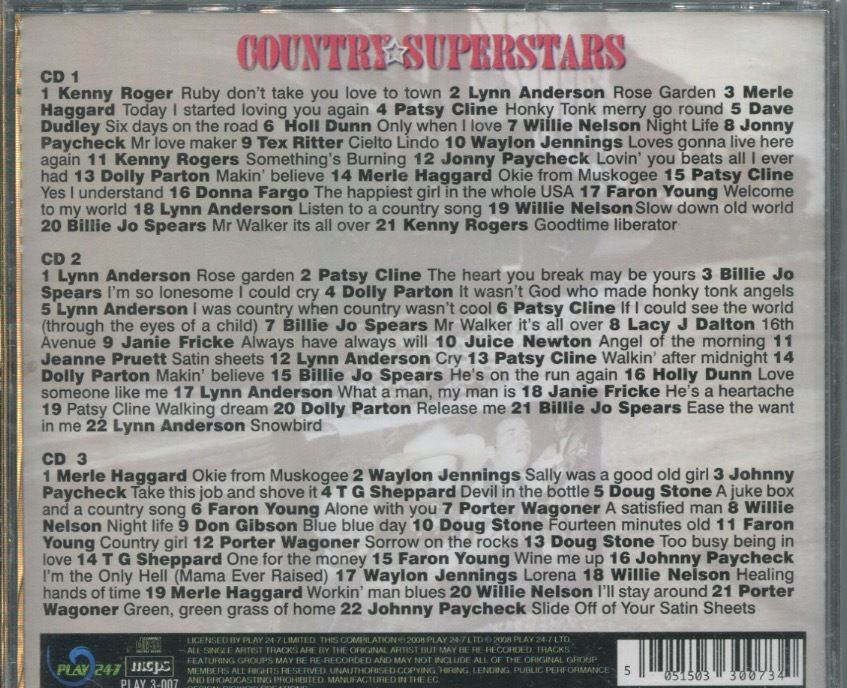 COUNTRY SUPERSTARS
CD 1
1 Kenny Roger Ruby don't take you love to town 2 Lynn Anderson Rose Garden 3 Merle
Haggard Today I started loving you again 4 Patsy Cline Honky Tonk merry go round 5 Dave
Dudley Six days on the road 6 Holl Dunn Only when I love 7 Willie Nelson Night Life 8 Jonny
Paycheck Mr love maker 9 Tex Ritter Cielto Lindo 10 Waylon Jennings Loves gonna live here
again 11 Kenny Rogers Something's Burning 12 Jonny Paycheck Lovin' you beats all I ever
had 13 Dolly Parton Makin' believe 14 Merle Haggard Okie from Muskogee 15 Patsy Cline
Yes I understand 16 Donna Fargo The happiest girl in the whole USA 17 Faron Young Welcome
to my world 18 Lynn Anderson Listen to a country song 19 Willie Nelson Slow down old world
20 Billie Jo Spears Mr Walker its all over 21 Kenny Rogers Goodtime liberator
CD 2
1 Lynn Anderson Rose garden 2 Patsy Cline The heart you break may be yours 3 Billie Jo
Spears I'm so lonesome I could cry 4 Dolly Parton It wasn't God who made honky tonk angels
5 Lynn Anderson I was country when country wasn't cool 6 Patsy Cline If I could see the world
(through the eyes of a child) 7 Billie Jo Spears Mr Walker it's all over 8 Lacy J Dalton 16th
Avenue 9 Janie Fricke Always have always will 10 Juice Newton Angel of the morning 11
Jeanne Pruett Satin sheets 12 Lynn Anderson Cry 13 Patsy Cline Walkin' after midnight 14
Dolly Parton Makin' believe 15 Billie Jo Spears He's on the run again 16 Holly Dunn Love
someone like me 17 Lynn Anderson What a man, my man is 18 Janie Fricke He's a heartache
19 Patsy Cline Walking dream 20 Dolly Parton Release me 21 Billie Jo Spears Ease the want
in me 22 Lynn Anderson Snowbird
CD 3
1 Merle Haggard Okie from Muskogee 2 Waylon Jennings Sally was a good old girl 3 Johnny
Paycheck Take this job and shove it 4 T G Sheppard Devil in the bottle 5 Doug Stone A juke box
and a country song 6 Faron Young Alone with you 7 Porter Wagoner A satisfied man 8 Willie
Nelson Night life 9 Don Gibson Blue blue day 10 Doug Stone Fourteen minutes old 11 Faron
Young Country girl 12 Porter Wagoner Sorrow on the rocks 13 Doug Stone Too busy being in
love 14 T G Sheppard One for the money 15 Faron Young Wine me up 16 Johnny Paycheck
I'm the Only Hell (Mama Ever Raised) 17 Waylon Jennings Lorena 18 Willie Nelson Healing
hands of time 19 Merle Haggard Workin' man blues 20 Willie Nelson I'll stay around 21 Porter
Wagoner Green, green grass of home 22 Johnny Paycheck Slide Off of Your Satin Sheets
PLAY 24-7
mcps
PLAY 3-007
LICENSED BY PLAY 24-7 LIMITED. THIS COMPILATION ℗ 2008 PLAY 24-7 LTD © 2008 PLAY 24-7 LTD.
ALL SINGLE ARTIST TRACKS ARE BY THE ORIGINAL ARTIST BUT MAY BE RE-RECORDED. TRACKS
FEATURING GROUPS MAY BE RE-RECORDED AND MAY NOT INCLUDE ALL OF THE ORIGINAL GROUP
MEMBERS ALL RIGHTS RESERVED. UNAUTHORISED COPYING, HIRING, LENDING, PUBLIC PERFORMANCE
AND BROADCASTING PROHIBITED. MANUFACTURED IN THE EC.
5 051503 300734